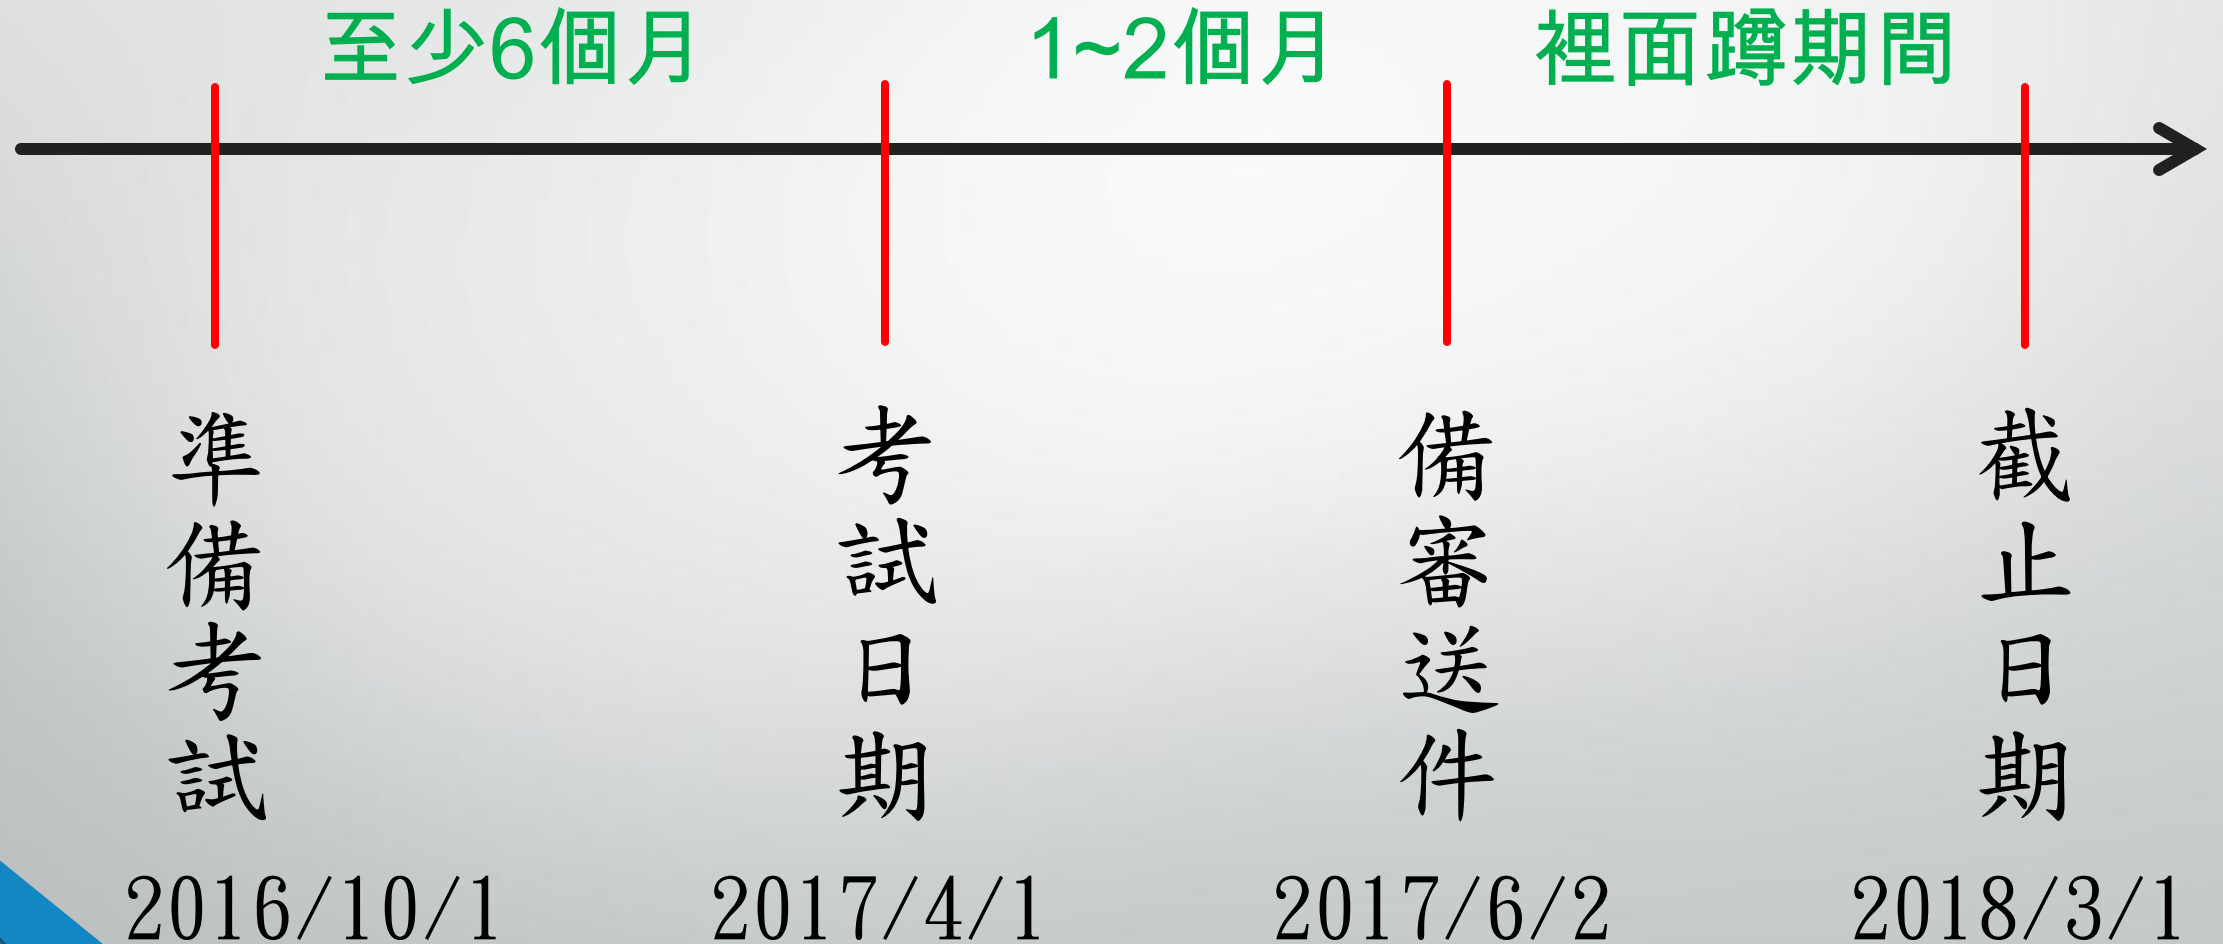 至少6個月
1~2個月
裡面蹲期間
準備考試
考試日期
備審送件
截止日期
2016/10/1
2017/4/1
2017/6/2
2018/3/1